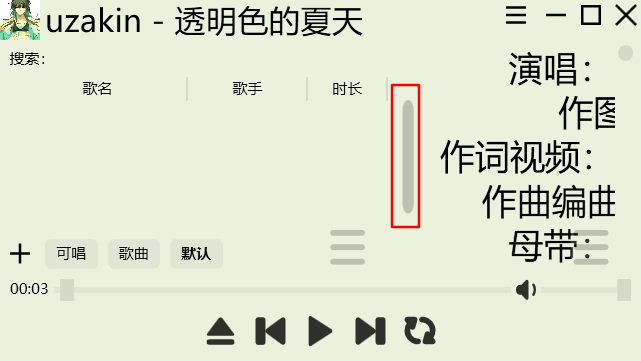 uzakin - 透明色的夏天
搜索:
歌名 歌手 时长
演唱:
作图
作词视频:
作曲编曲
母带:
可唱 歌曲 默认
00:03